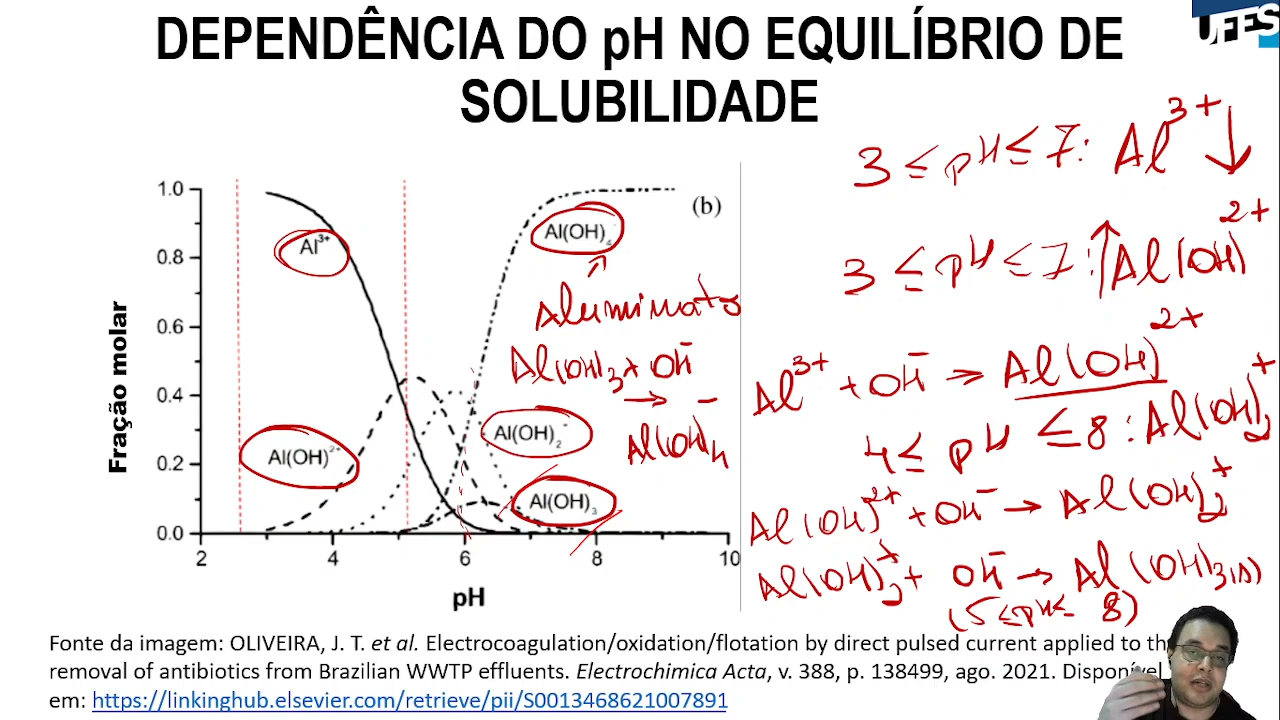 UFES
DEPENDÊNCIA DO pH NO EQUILÍBRIO DE
SOLUBILIDADE
3 ≤ pH ≤ 7: Al³⁺ ↓
3 ≤ pH ≤ 7: ↑ Al(OH)²⁺
Al³⁺ + OH⁻ → Al(OH)²⁺
4 ≤ pH ≤ 8: Al(OH)₂⁺
Al(OH)²⁺ + OH⁻ → Al(OH)₂⁺
Al(OH)₂⁺ + OH⁻ → Al(OH)₃(s)
(5 ≤ pH ≤ 8)
(b)
Fração molar
1.0
0.8
0.6
0.4
0.2
0.0
Al³⁺
Al(OH)₄⁻
Aluminato
Al(OH)₃ + OH⁻
→
Al(OH)₄⁻
Al(OH)₂⁻
Al(OH)²⁻
Al(OH)₃
2 4 6 8 10
pH
Fonte da imagem: OLIVEIRA, J. T. et al. Electrocoagulation/oxidation/flotation by direct pulsed current applied to the
removal of antibiotics from Brazilian WWTP effluents. Electrochimica Acta, v. 388, p. 138499, ago. 2021. Disponível
em: https://linkinghub.elsevier.com/retrieve/pii/S0013468621007891